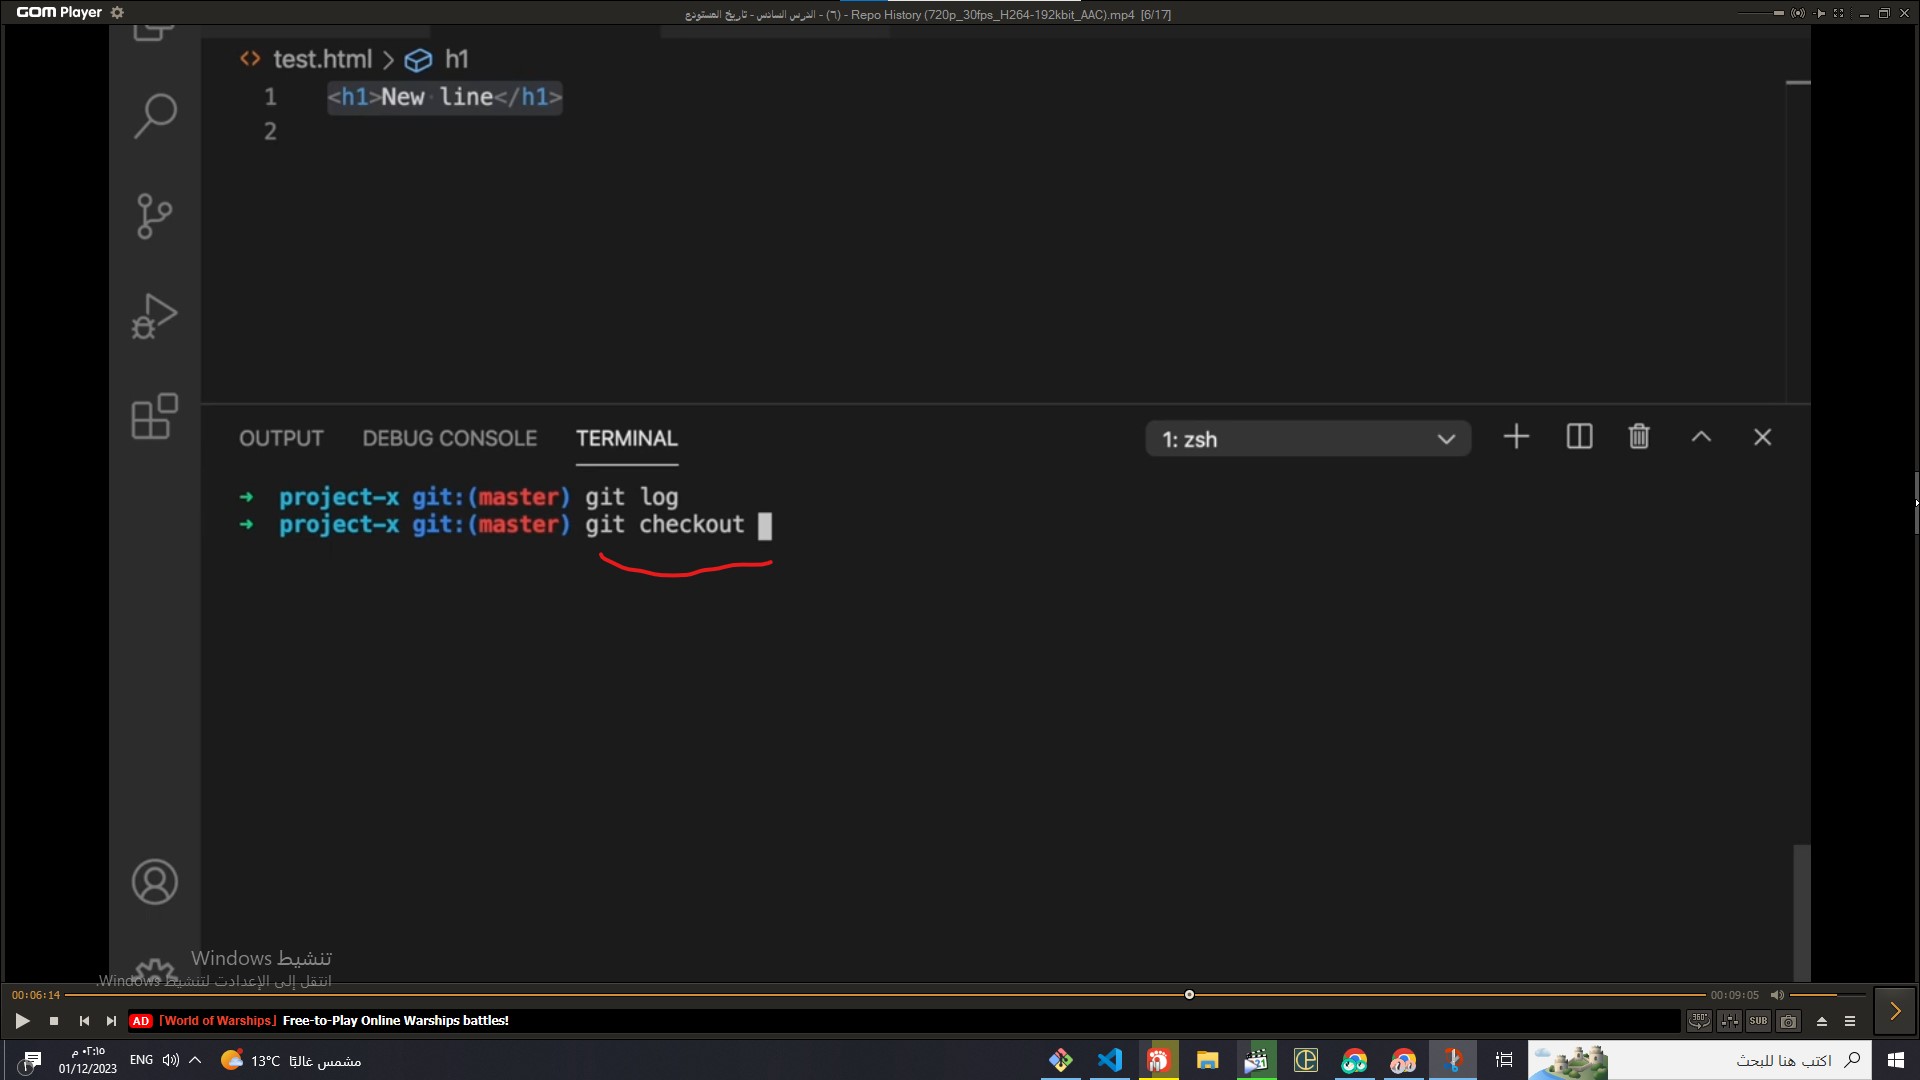 GOM Player
تاريخ المستودع - الدرس السادس - (٦) - Repo History (720p_30fps_H264-192kbit_AAC).mp4 [6/17]
test.html > h1
1 <h1>New line</h1>
2
OUTPUT DEBUG CONSOLE TERMINAL 1: zsh
→ project-x git:(master) git log
→ project-x git:(master) git checkout
تنشيط Windows
انتقل إلى الإعدادت لتنشيط Windows.
00:06:14 00:09:05
AD 「World of Warships」 Free-to-Play Online Warships battles!
360° SUB
٠٢:١٥ م
01/12/2023
ENG
13°C مشمس غالبًا
21
اكتب هنا للبحث